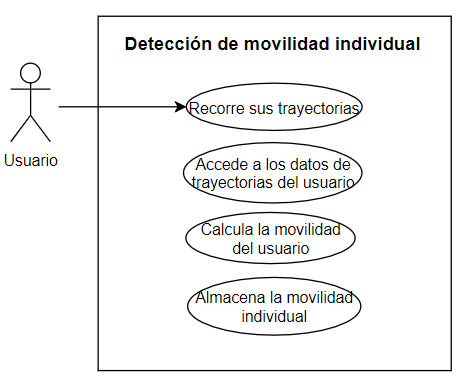 Detección de movilidad individual
Recorre sus trayectorias
Usuario
Accede a los datos de
trayectorias del usuario
Calcula la movilidad
del usuario
Almacena la movilidad
individual